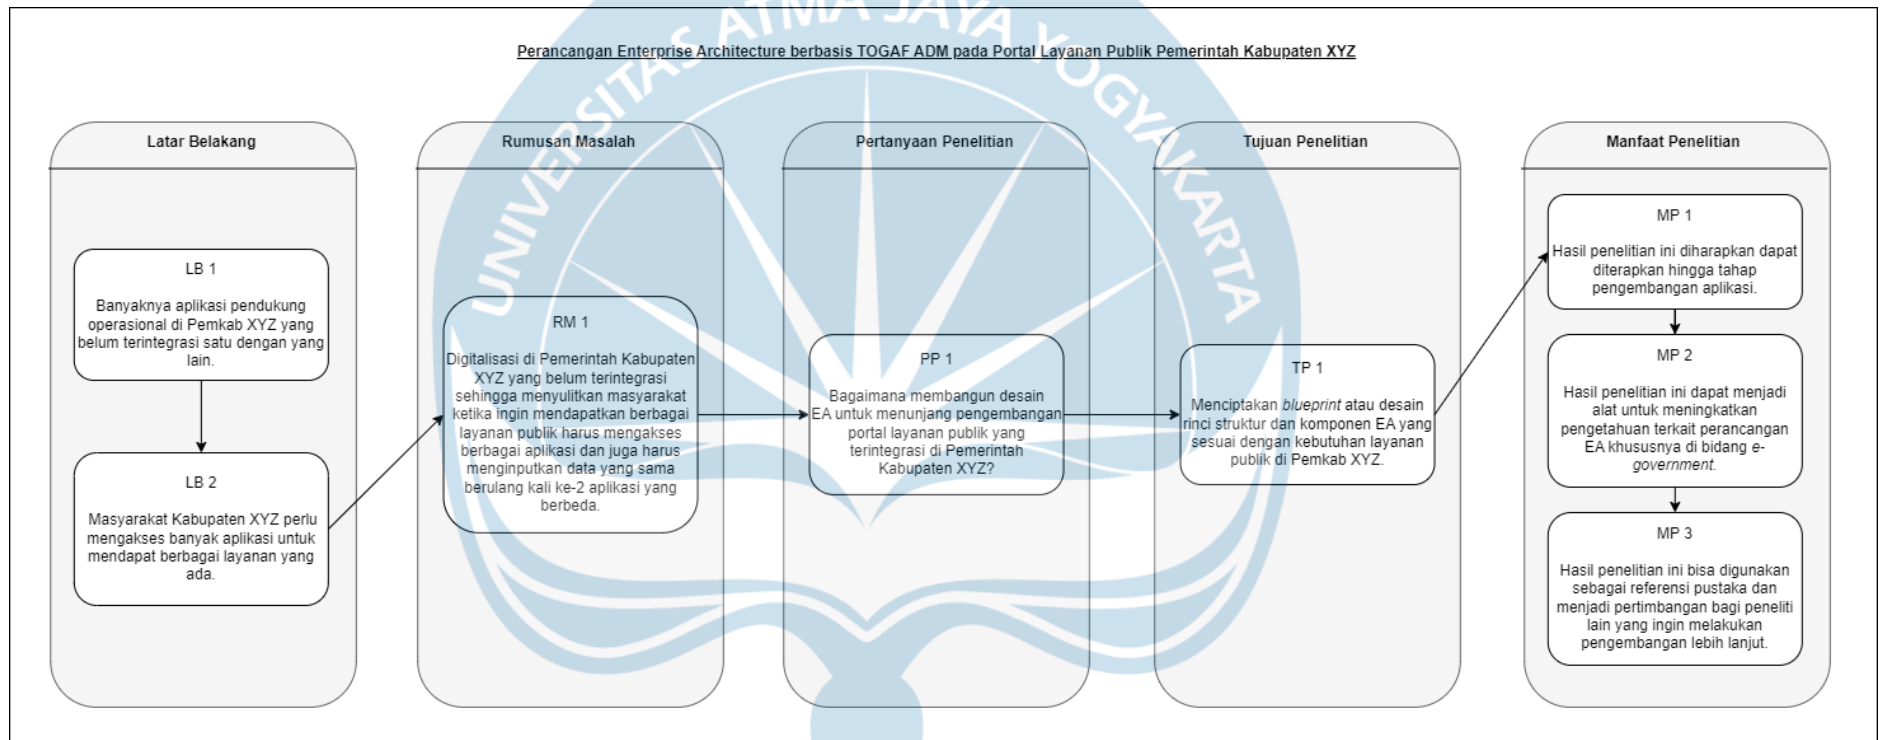 UNIVERSITAS ATMA JAYA YOGYAKARTA
Perancangan Enterprise Architecture berbasis TOGAF ADM pada Portal Layanan Publik Pemerintah Kabupaten XYZ
Latar Belakang
LB 1
Banyaknya aplikasi pendukung
operasional di Pemkab XYZ yang
belum terintegrasi satu dengan yang
lain.
LB 2
Masyarakat Kabupaten XYZ perlu
mengakses banyak aplikasi untuk
mendapat berbagai layanan yang
ada.
Rumusan Masalah
RM 1
Digitalisasi di Pemerintah Kabupaten
XYZ yang belum terintegrasi
sehingga menyulitkan masyarakat
ketika ingin mendapatkan berbagai
layanan publik harus mengakses
berbagai aplikasi dan juga harus
menginputkan data yang sama
berulang kali ke-2 aplikasi yang
berbeda.
Pertanyaan Penelitian
PP 1
Bagaimana membangun desain
EA untuk menunjang pengembangan
portal layanan publik yang
terintegrasi di Pemerintah
Kabupaten XYZ?
Tujuan Penelitian
TP 1
Menciptakan blueprint atau desain
rinci struktur dan komponen EA yang
sesuai dengan kebutuhan layanan
publik di Pemkab XYZ.
Manfaat Penelitian
MP 1
Hasil penelitian ini diharapkan dapat
diterapkan hingga tahap
pengembangan aplikasi.
MP 2
Hasil penelitian ini dapat menjadi
alat untuk meningkatkan
pengetahuan terkait perancangan
EA khususnya di bidang e-
government.
MP 3
Hasil penelitian ini bisa digunakan
sebagai referensi pustaka dan
menjadi pertimbangan bagi peneliti
lain yang ingin melakukan
pengembangan lebih lanjut.